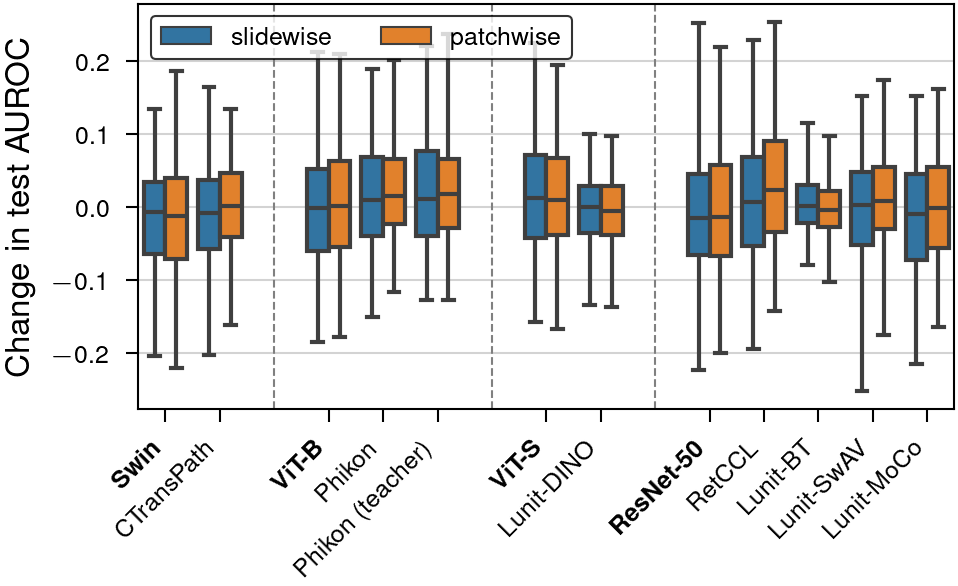 slidewise patchwise
Change in test AUROC
0.2
0.1
0.0
−0.1
−0.2
Swin
CTransPath
ViT-B
Phikon
Phikon (teacher)
ViT-S
Lunit-DINO
ResNet-50
RetCCL
Lunit-BT
Lunit-SwAV
Lunit-MoCo